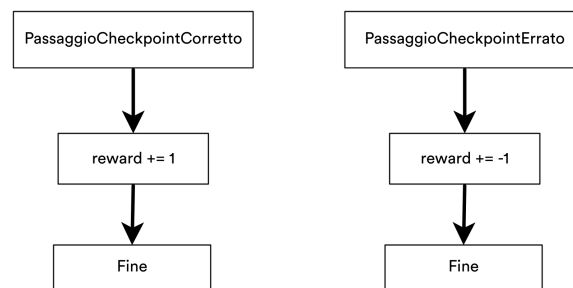 PassaggioCheckpointCorretto
reward += 1
Fine
PassaggioCheckpointErrato
reward += -1
Fine